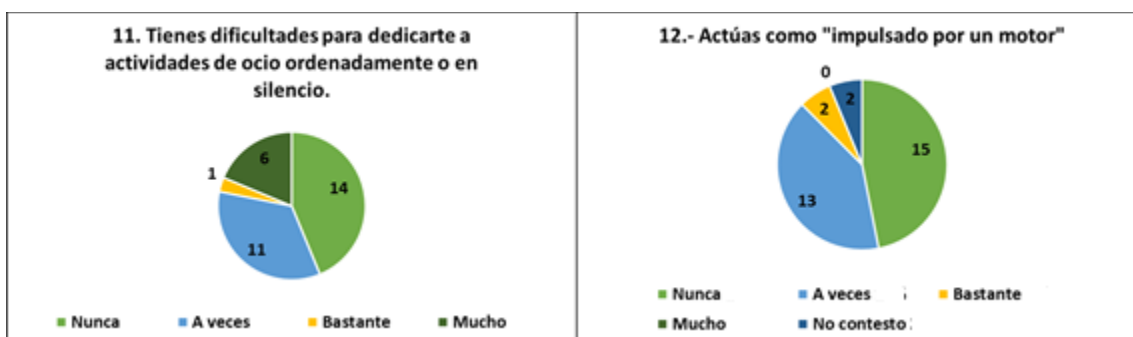 11. Tienes dificultades para dedicarte a
actividades de ocio ordenadamente o en
silencio.
6
1
14
11
Nunca A veces Bastante Mucho
12.- Actúas como "impulsado por un motor"
0
2
2
15
13
Nunca A veces Bastante
Mucho No contesto